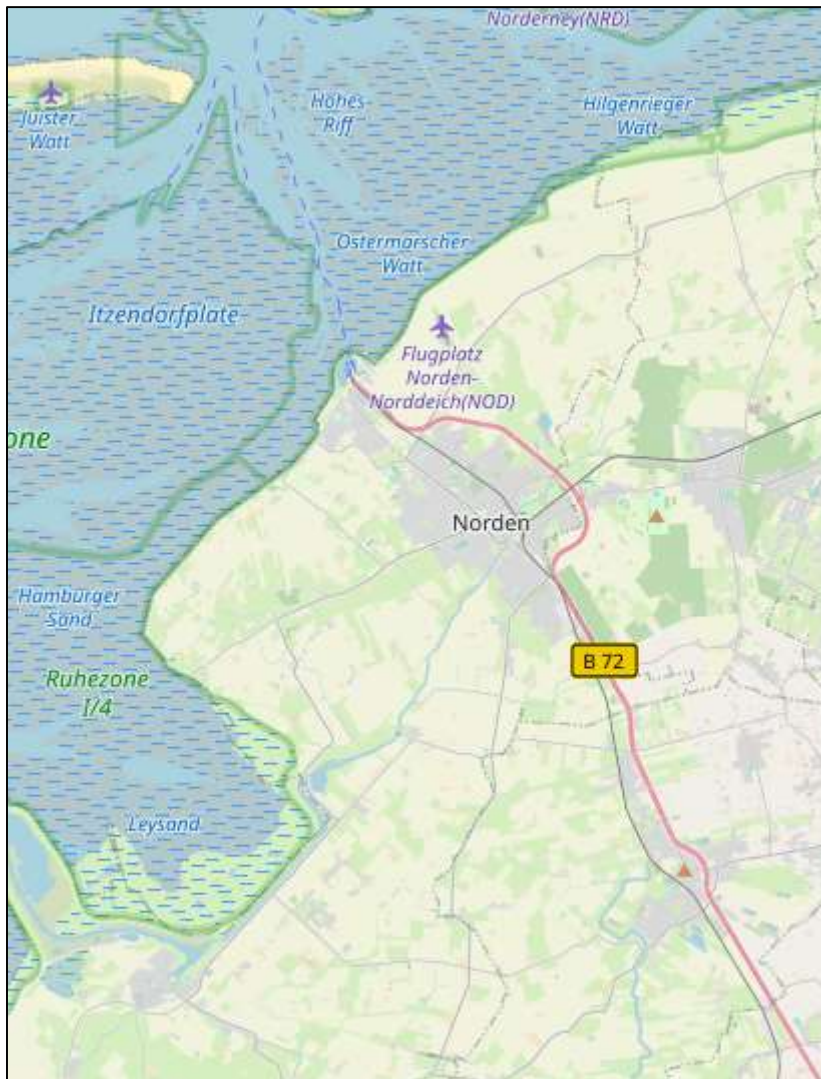 Norderney(NRD)
Juister
Watt
Hohes
Riff
Hilgenrieger
Watt
Ostermarscher
Watt
Itzendorfplate
Flugplatz
Norden-
Norddeich(NOD)
one
Norden
Hamburger
Sand
B 72
Ruhezone
I/4
Leysand